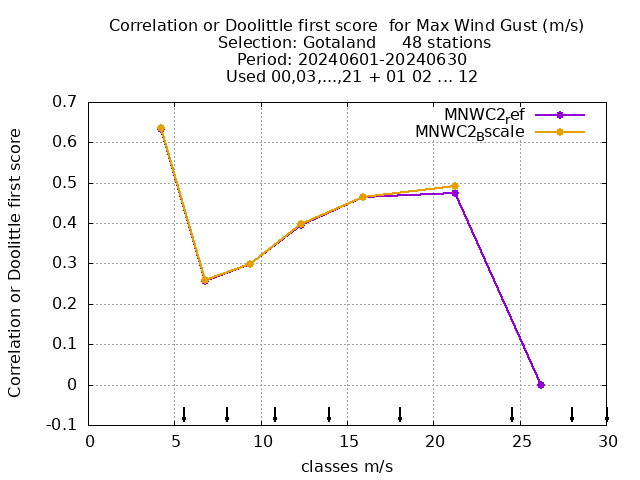 Correlation or Doolittle first score  for Max Wind Gust (m/s)
Selection: Gotaland     48 stations
Period: 20240601-20240630
Used 00,03,...,21 + 01 02 ... 12
MNWC2_ref
MNWC2_Bscale
Correlation or Doolittle first score
0.7
0.6
0.5
0.4
0.3
0.2
0.1
0
-0.1
0 5 10 15 20 25 30
classes m/s